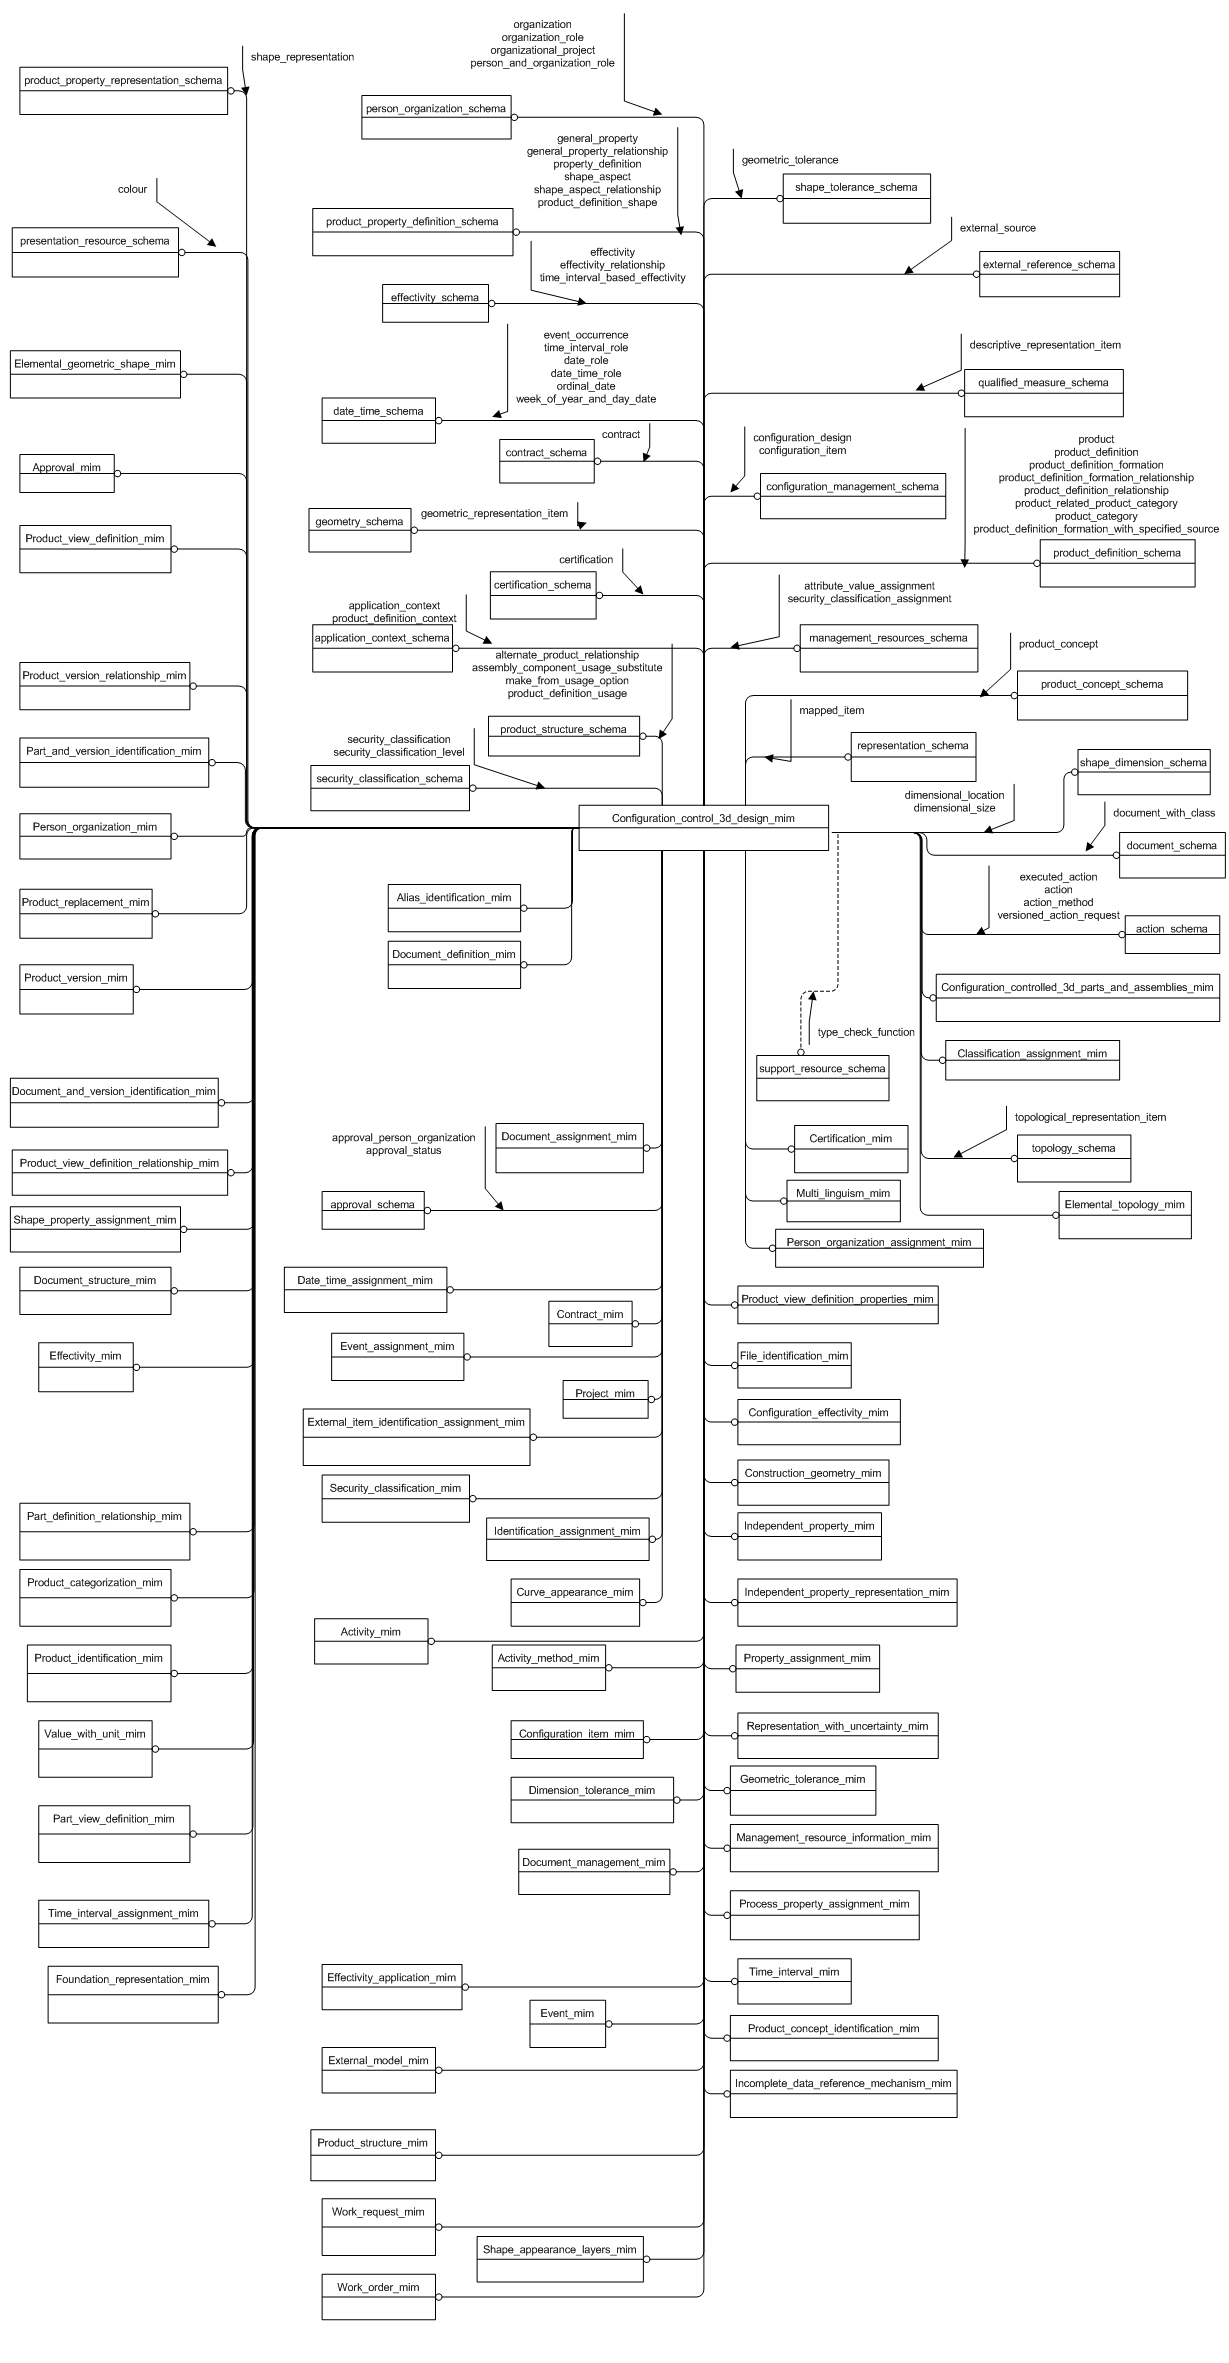 organization
organization_role
organizational_project
person_and_organization_role
shape_representation
product_property_representation_schema
person_organization_schema
general_property
general_property_relationship
property_definition
shape_aspect
shape_aspect_relationship
product_definition_shape
geometric_tolerance
shape_tolerance_schema
colour
product_property_definition_schema
external_source
presentation_resource_schema
effectivity
effectivity_relationship
time_interval_based_effectivity
external_reference_schema
effectivity_schema
event_occurrence
time_interval_role
date_role
date_time_role
ordinal_date
week_of_year_and_day_date
descriptive_representation_item
Elemental_geometric_shape_mim
qualified_measure_schema
date_time_schema
contract
configuration_design
configuration_item
product
product_definition
product_definition_formation
product_definition_formation_relationship
product_definition_relationship
product_related_product_category
product_category
product_definition_formation_with_specified_source
contract_schema
Approval_mim
configuration_management_schema
geometric_representation_item
geometry_schema
Product_view_definition_mim
product_definition_schema
certification
certification_schema
attribute_value_assignment
security_classification_assignment
application_context
product_definition_context
application_context_schema
management_resources_schema
product_concept
alternate_product_relationship
assembly_component_usage_substitute
make_from_usage_option
product_definition_usage
Product_version_relationship_mim
product_concept_schema
mapped_item
product_structure_schema
security_classification
security_classification_level
representation_schema
Part_and_version_identification_mim
shape_dimension_schema
security_classification_schema
dimensional_location
dimensional_size
document_with_class
Configuration_control_3d_design_mim
Person_organization_mim
document_schema
executed_action
action
action_method
versioned_action_request
Alias_identification_mim
Product_replacement_mim
action_schema
Document_definition_mim
Product_version_mim
Configuration_controlled_3d_parts_and_assemblies_mim
type_check_function
Classification_assignment_mim
support_resource_schema
Document_and_version_identification_mim
topological_representation_item
approval_person_organization
approval_status
Document_assignment_mim
Certification_mim
topology_schema
Product_view_definition_relationship_mim
Multi_linguism_mim
approval_schema
Elemental_topology_mim
Shape_property_assignment_mim
Person_organization_assignment_mim
Document_structure_mim
Date_time_assignment_mim
Product_view_definition_properties_mim
Contract_mim
Event_assignment_mim
Effectivity_mim
File_identification_mim
Project_mim
Configuration_effectivity_mim
External_item_identification_assignment_mim
Construction_geometry_mim
Security_classification_mim
Part_definition_relationship_mim
Identification_assignment_mim
Independent_property_mim
Product_categorization_mim
Curve_appearance_mim
Independent_property_representation_mim
Activity_mim
Product_identification_mim
Activity_method_mim
Property_assignment_mim
Value_with_unit_mim
Configuration_item_mim
Representation_with_uncertainty_mim
Dimension_tolerance_mim
Geometric_tolerance_mim
Part_view_definition_mim
Management_resource_information_mim
Document_management_mim
Process_property_assignment_mim
Time_interval_assignment_mim
Foundation_representation_mim
Effectivity_application_mim
Time_interval_mim
Event_mim
Product_concept_identification_mim
External_model_mim
Incomplete_data_reference_mechanism_mim
Product_structure_mim
Work_request_mim
Shape_appearance_layers_mim
Work_order_mim